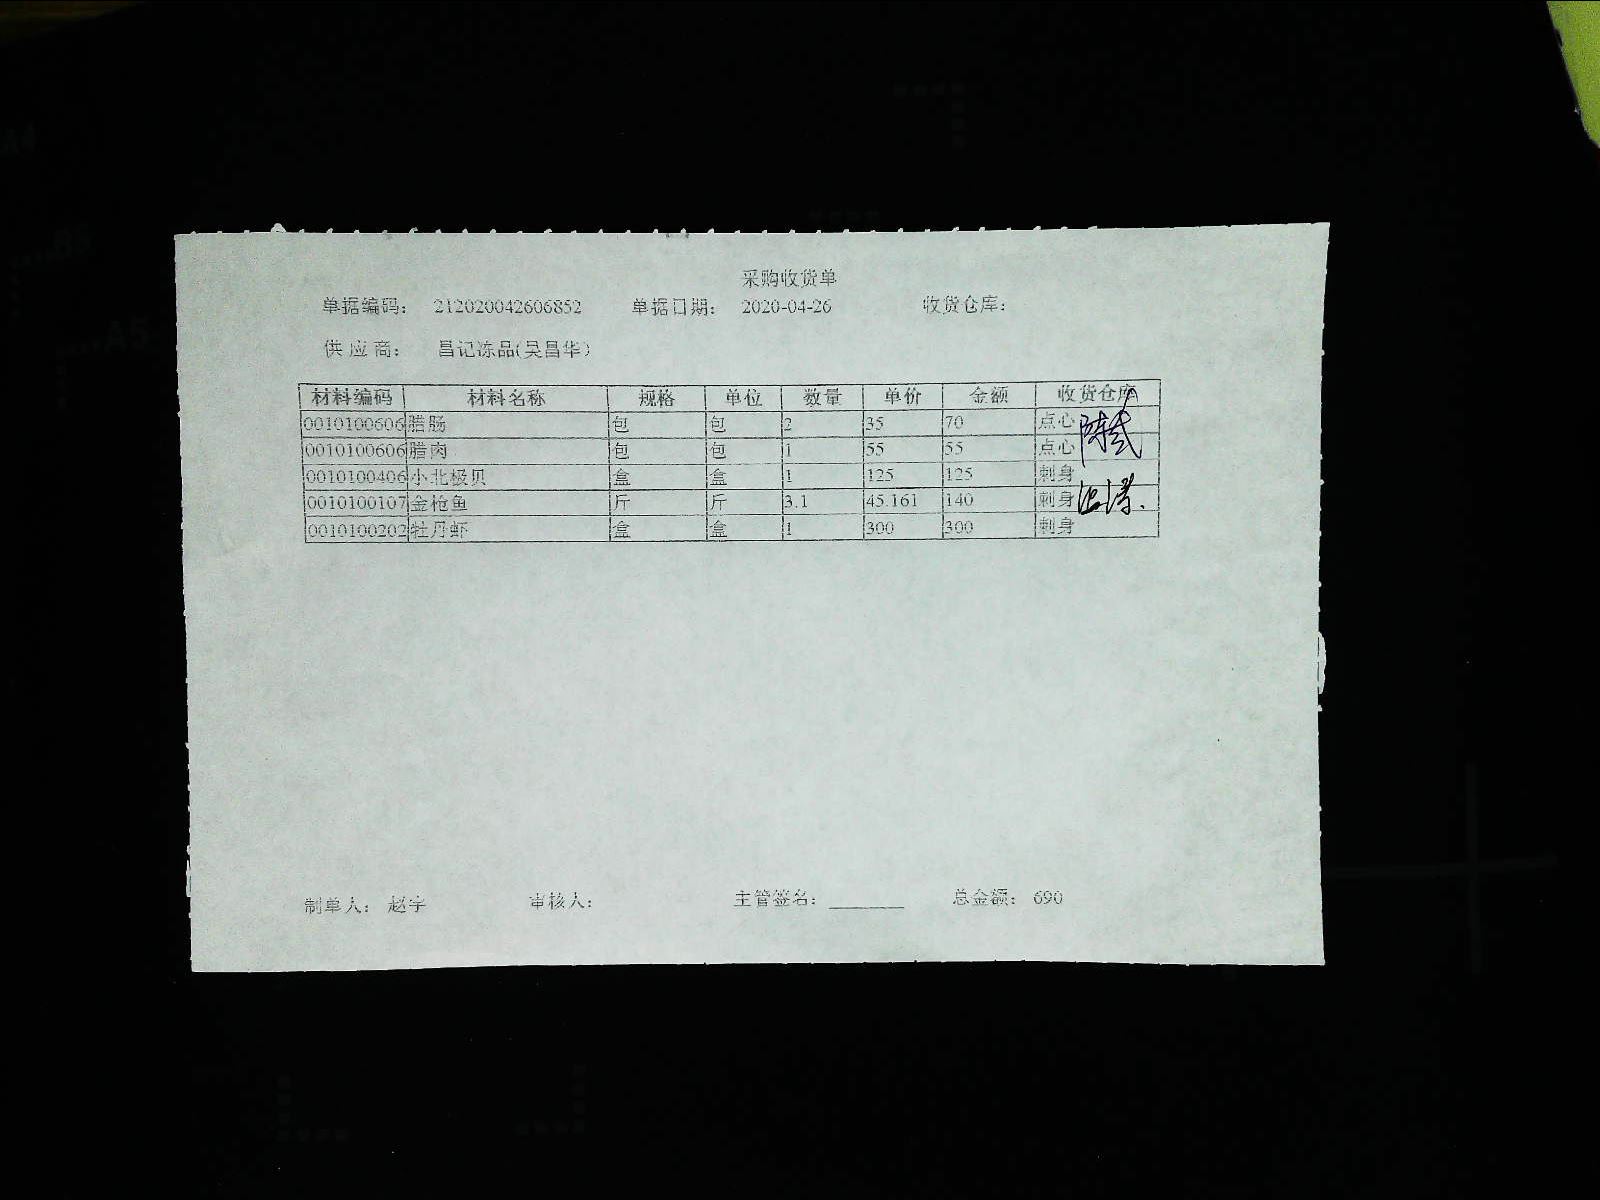 采购收货单
单据编码: 212020042606852 单据日期: 2020-04-26 收货仓库:
供应商: 昌记冻品(吴昌华)
材料编码 材料名称 规格 单位 数量 单价 金额 收货仓库
0010100606 腊肠 包 包 2 35 70 点心
0010100606 腊肉 包 包 1 55 55 点心
0010100406 小北极贝 盒 盒 1 125 125 刺身
0010100107 金枪鱼 斤 斤 3.1 45.161 140 刺身
0010100202 牡丹虾 盒 盒 1 300 300 刺身
制单人: 赵宇 审核人: 主管签名: 总金额: 690